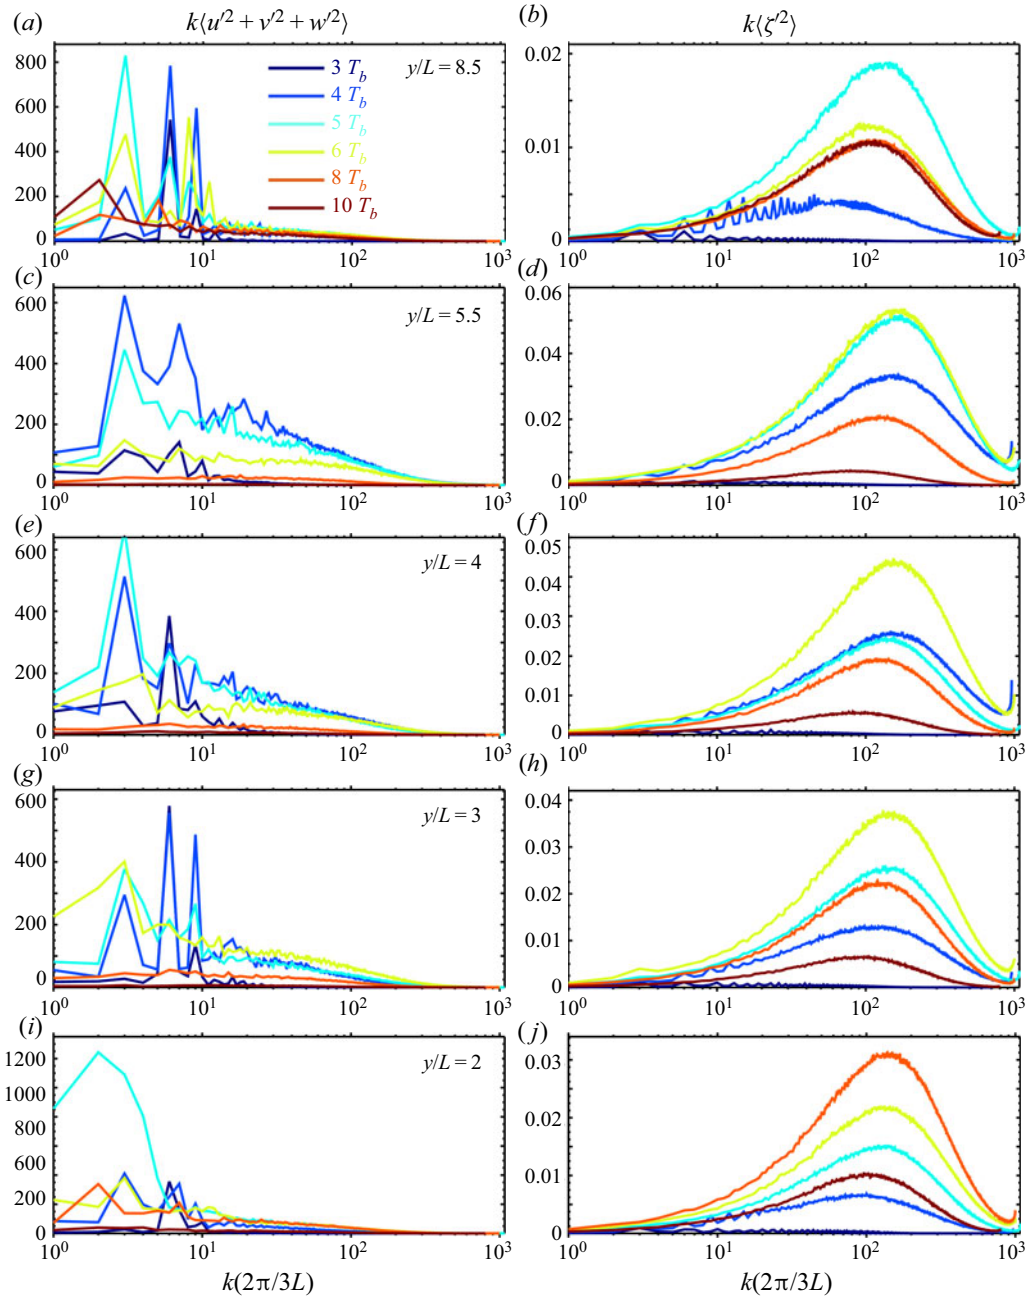 (a) k⟨u′² + v′² + w′²⟩ (b) k⟨ζ′²⟩
800
600
400
200
0
10⁰ 10¹ 10² 10³
3 T_b
4 T_b
5 T_b
6 T_b
8 T_b
10 T_b
y/L = 8.5
0.02
0.01
0
10⁰ 10¹ 10² 10³
(c) (d)
600
400
200
0
10⁰ 10¹ 10² 10³
y/L = 5.5
0.06
0.04
0.02
0
10⁰ 10¹ 10² 10³
(e) (f)
600
400
200
0
10⁰ 10¹ 10² 10³
y/L = 4
0.05
0.04
0.03
0.02
0.01
0
10⁰ 10¹ 10² 10³
(g) (h)
600
400
200
0
10⁰ 10¹ 10² 10³
y/L = 3
0.04
0.03
0.02
0.01
0
10⁰ 10¹ 10² 10³
(i) (j)
1200
1000
800
600
400
200
0
10⁰ 10¹ 10² 10³
y/L = 2
0.03
0.02
0.01
0
10⁰ 10¹ 10² 10³
k(2π/3L) k(2π/3L)